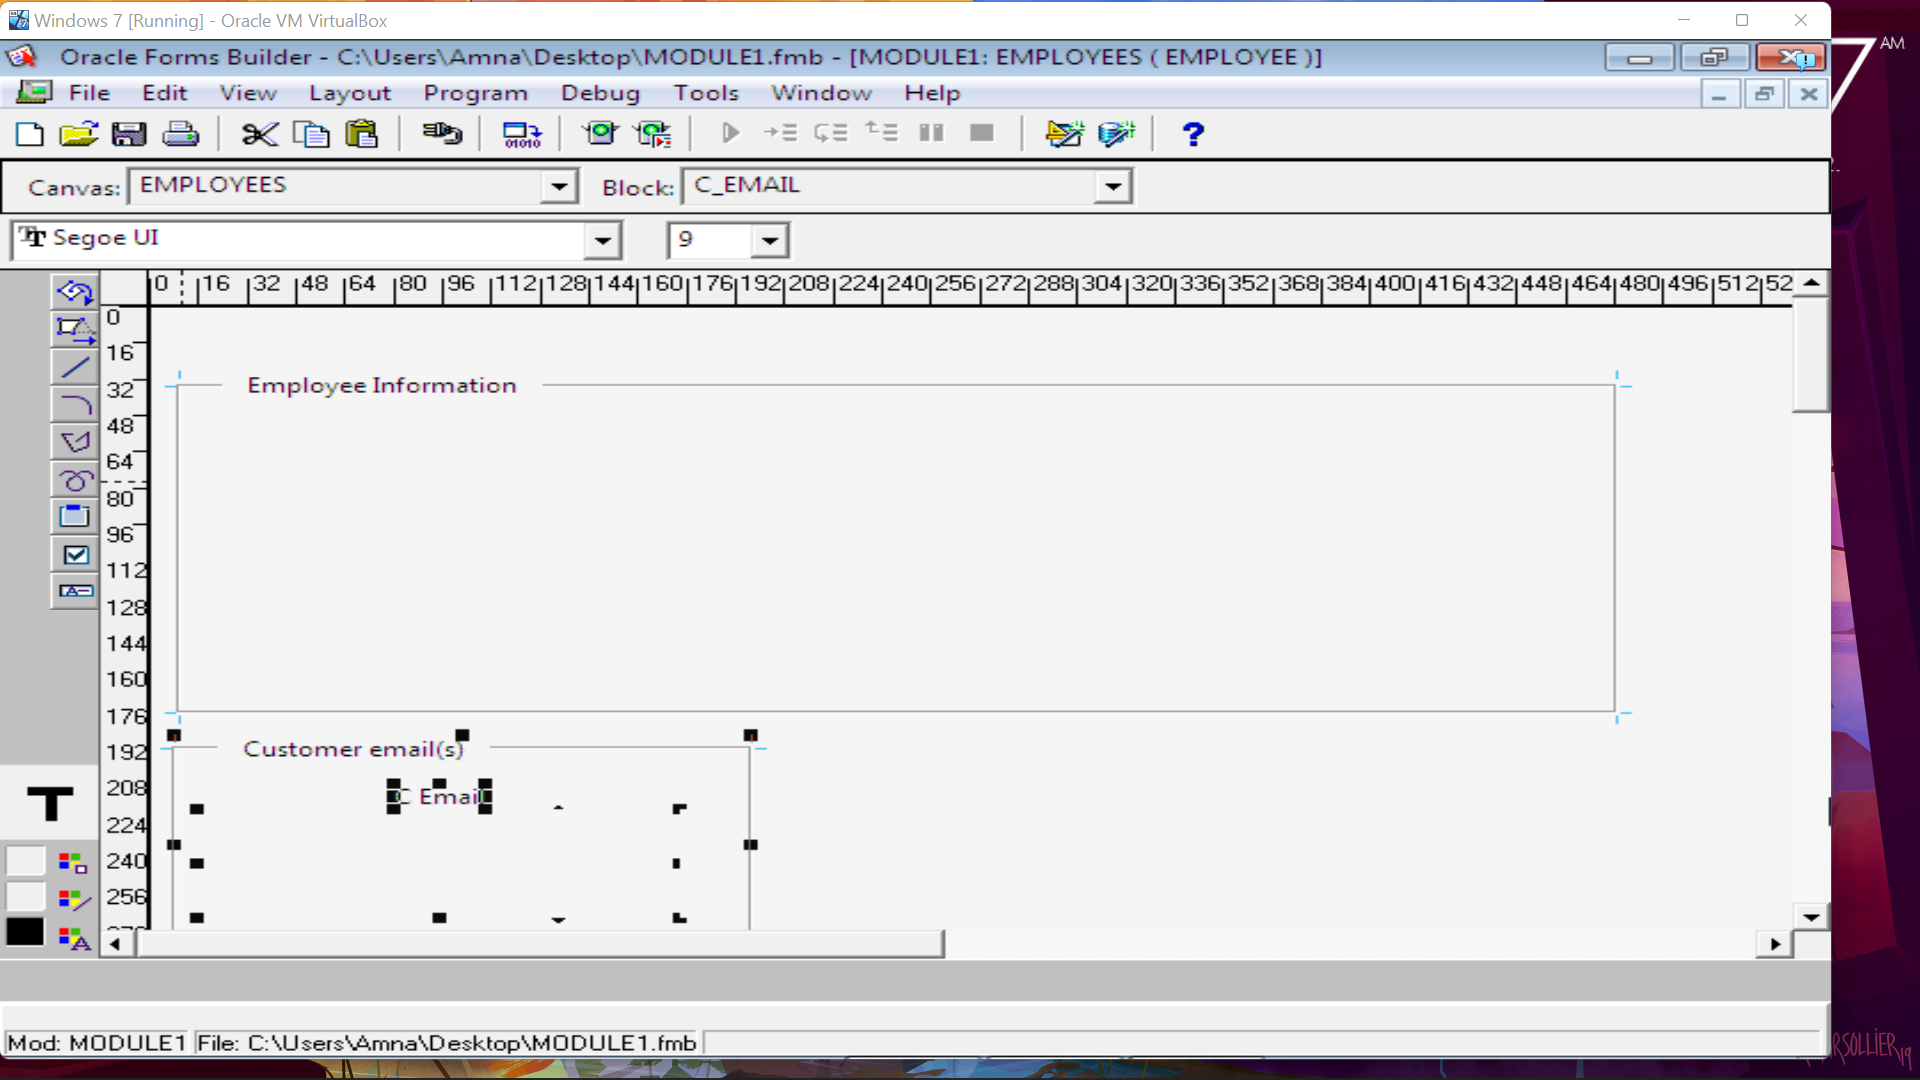 Windows 7 [Running] - Oracle VM VirtualBox
AM
Oracle Forms Builder - C:\Users\Amna\Desktop\MODULE1.fmb - [MODULE1: EMPLOYEES ( EMPLOYEE )]
File Edit View Layout Program Debug Tools Window Help
Canvas: EMPLOYEES Block: C_EMAIL
Segoe UI 9
0 16 32 48 64 80 96 112 128 144 160 176 192 208 224 240 256 272 288 304 320 336 352 368 384 400 416 432 448 464 480 496 512 52
0
16
32
Employee Information
48
64
80
96
112
128
144
160
176
192
Customer email(s)
208
C Email
224
240
256
Mod: MODULE1 File: C:\Users\Amna\Desktop\MODULE1.fmb